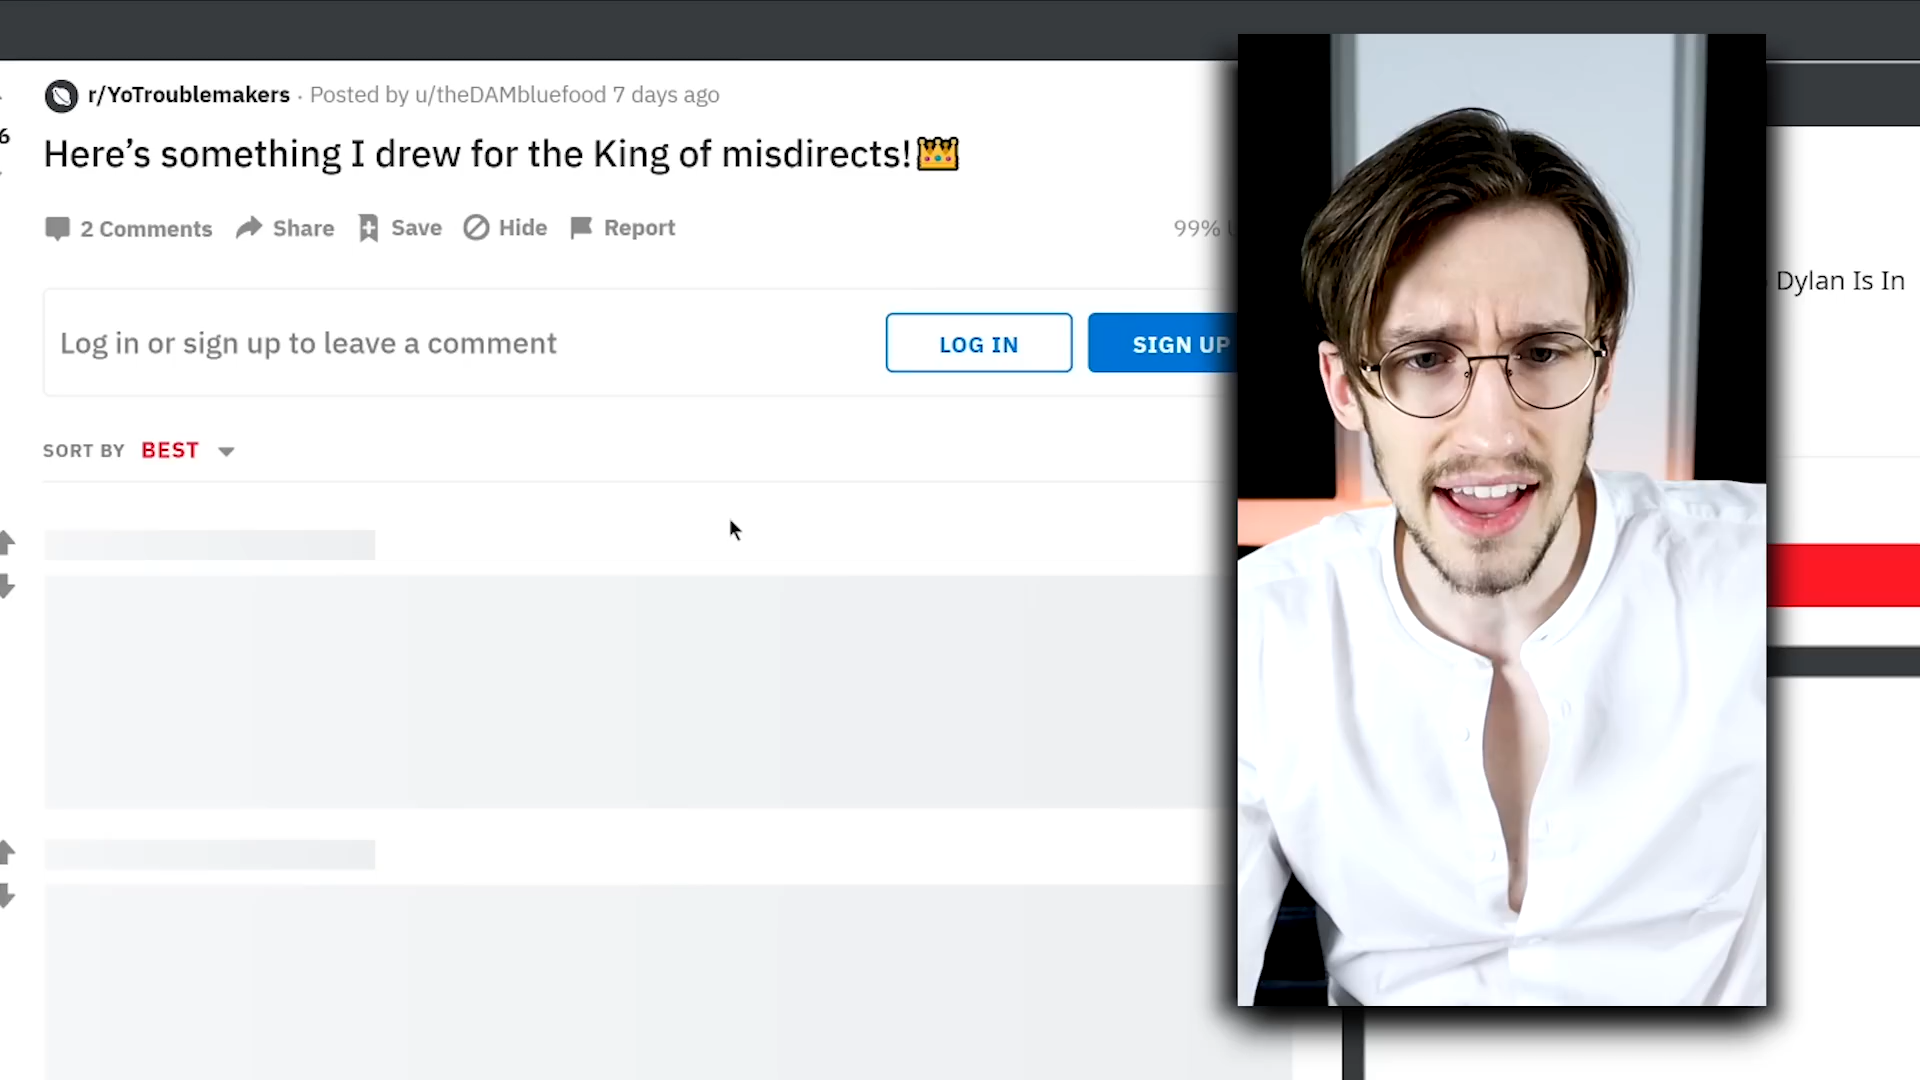 r/YoTroublemakers · Posted by u/theDAMbluefood 7 days ago
6
Here’s something I drew for the King of misdirects!👑
2 Comments Share Save Hide Report
99%
Dylan Is In
Log in or sign up to leave a comment
LOG IN
SIGN UP
SORT BY BEST